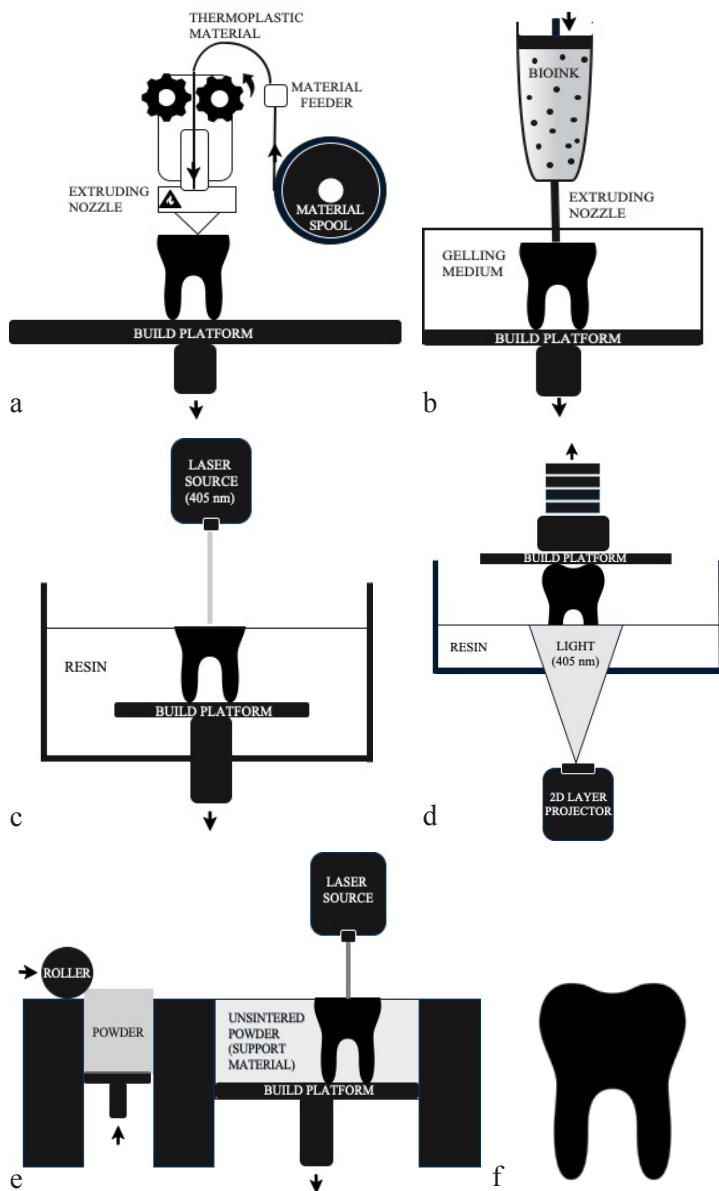 THERMOPLASTIC
MATERIAL
MATERIAL
FEEDER
EXTRUDING
NOZZLE
MATERIAL
SPOOL
BUILD PLATFORM
a
BIOINK
EXTRUDING
NOZZLE
GELLING
MEDIUM
BUILD PLATFORM
b
LASER
SOURCE
(405 nm)
RESIN
BUILD PLATFORM
c
BUILD PLATFORM
RESIN
LIGHT
(405 nm)
2D LAYER
PROJECTOR
d
LASER
SOURCE
ROLLER
POWDER
UNSINTERED
POWDER
(SUPPORT
MATERIAL)
BUILD PLATFORM
e
f